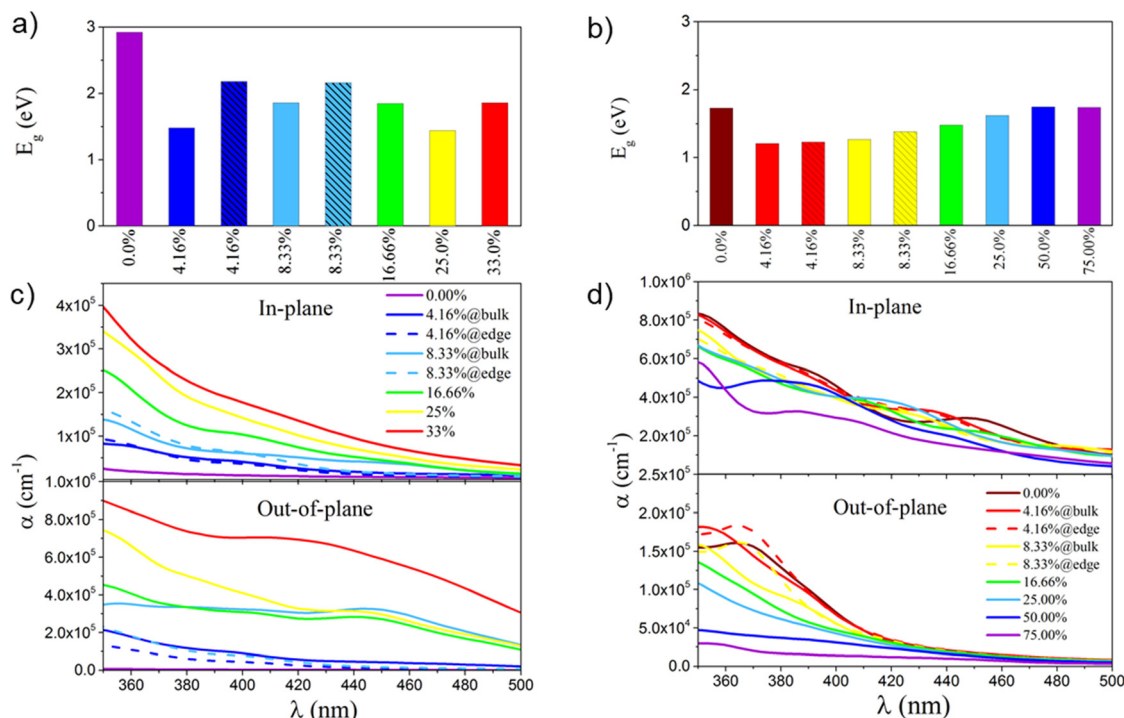 a)
E_g (eV)
3
2
1
0
0.0%
4.16%
4.16%
8.33%
8.33%
16.66%
25.0%
33.0%
b)
E_g (eV)
3
2
1
0
0.0%
4.16%
4.16%
8.33%
8.33%
16.66%
25.0%
50.0%
75.00%
c)
In-plane
4x10^5
3x10^5
2x10^5
1x10^5
0.00%
4.16%@bulk
4.16%@edge
8.33%@bulk
8.33%@edge
16.66%
25%
33%
α (cm^-1)
1.0x10^6
Out-of-plane
8.0x10^5
6.0x10^5
4.0x10^5
2.0x10^5
0.0
360 400 440 480 500
λ (nm)
d)
In-plane
1.0x10^6
8.0x10^5
6.0x10^5
4.0x10^5
2.0x10^5
α (cm^-1)
2.5x10^5
Out-of-plane
2.0x10^5
1.5x10^5
1.0x10^5
5.0x10^4
0.0
0.00%
4.16%@bulk
4.16%@edge
8.33%@bulk
8.33%@edge
16.66%
25.00%
50.00%
75.00%
360 400 440 480 500
λ (nm)